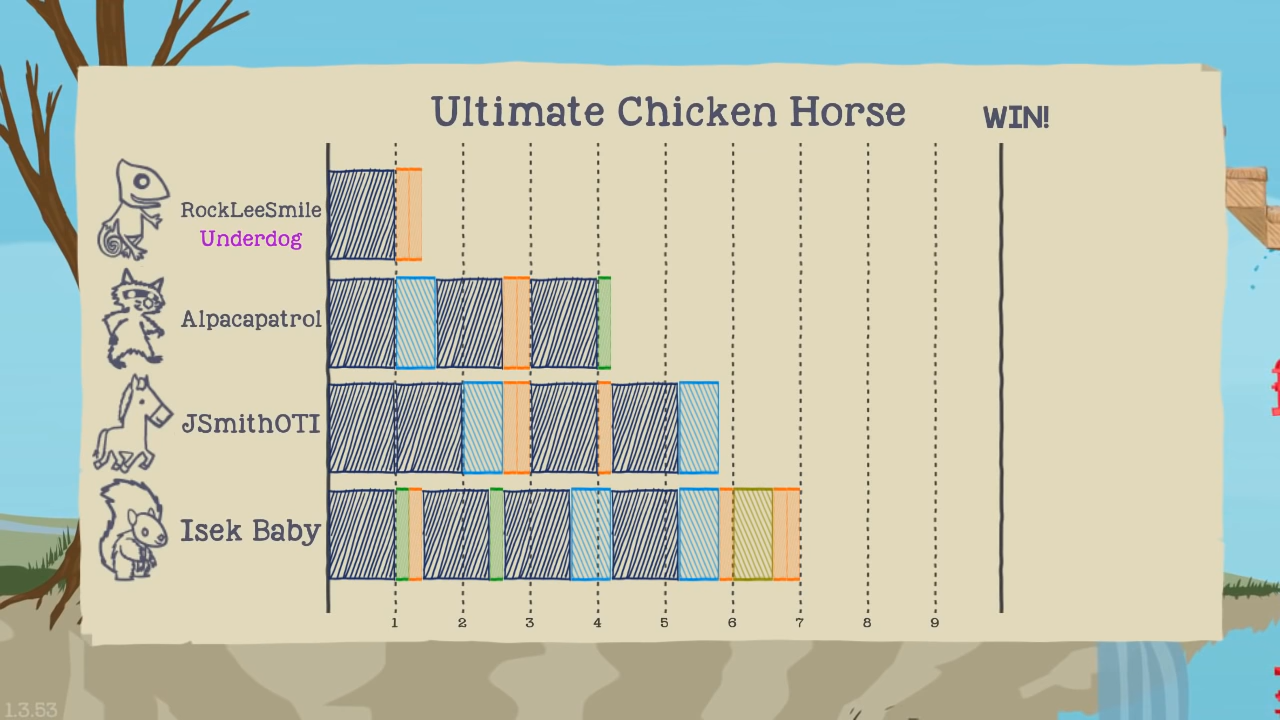 Ultimate Chicken Horse
WIN!
RockLeeSmile
Underdog
Alpacapatrol
JSmithOTI
Isek Baby
1 2 3 4 5 6 7 8 9
1.3.53